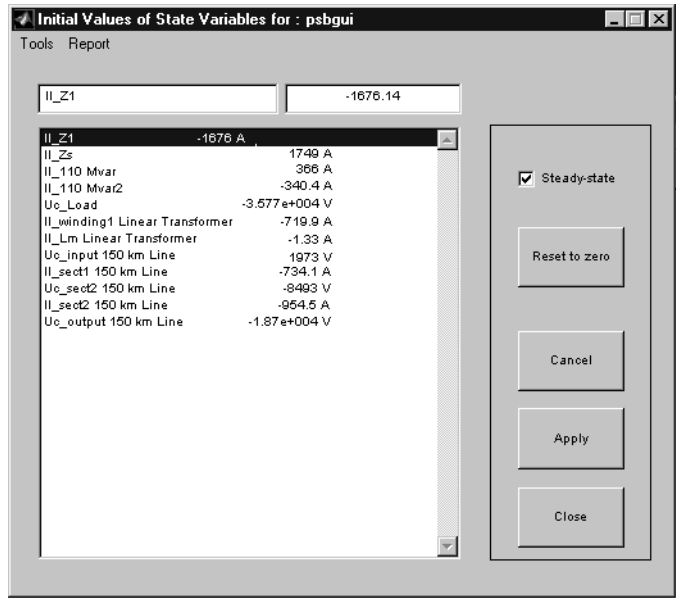 Initial Values of State Variables for : psbgui
Tools Report
Il_Z1 -1676.14
Il_Z1 -1676 A
Il_Zs 1749 A
Il_110 Mvar 366 A
Il_110 Mvar2 -340.4 A
Uc_Load -3.577e+004 V
Il_winding1 Linear Transformer -719.9 A
Il_Lm Linear Transformer -1.33 A
Uc_input 150 km Line 1973 V
Il_sect1 150 km Line -734.1 A
Uc_sect2 150 km Line -8493 V
Il_sect2 150 km Line -954.5 A
Uc_output 150 km Line -1.87e+004 V
Steady-state
Reset to zero
Cancel
Apply
Close